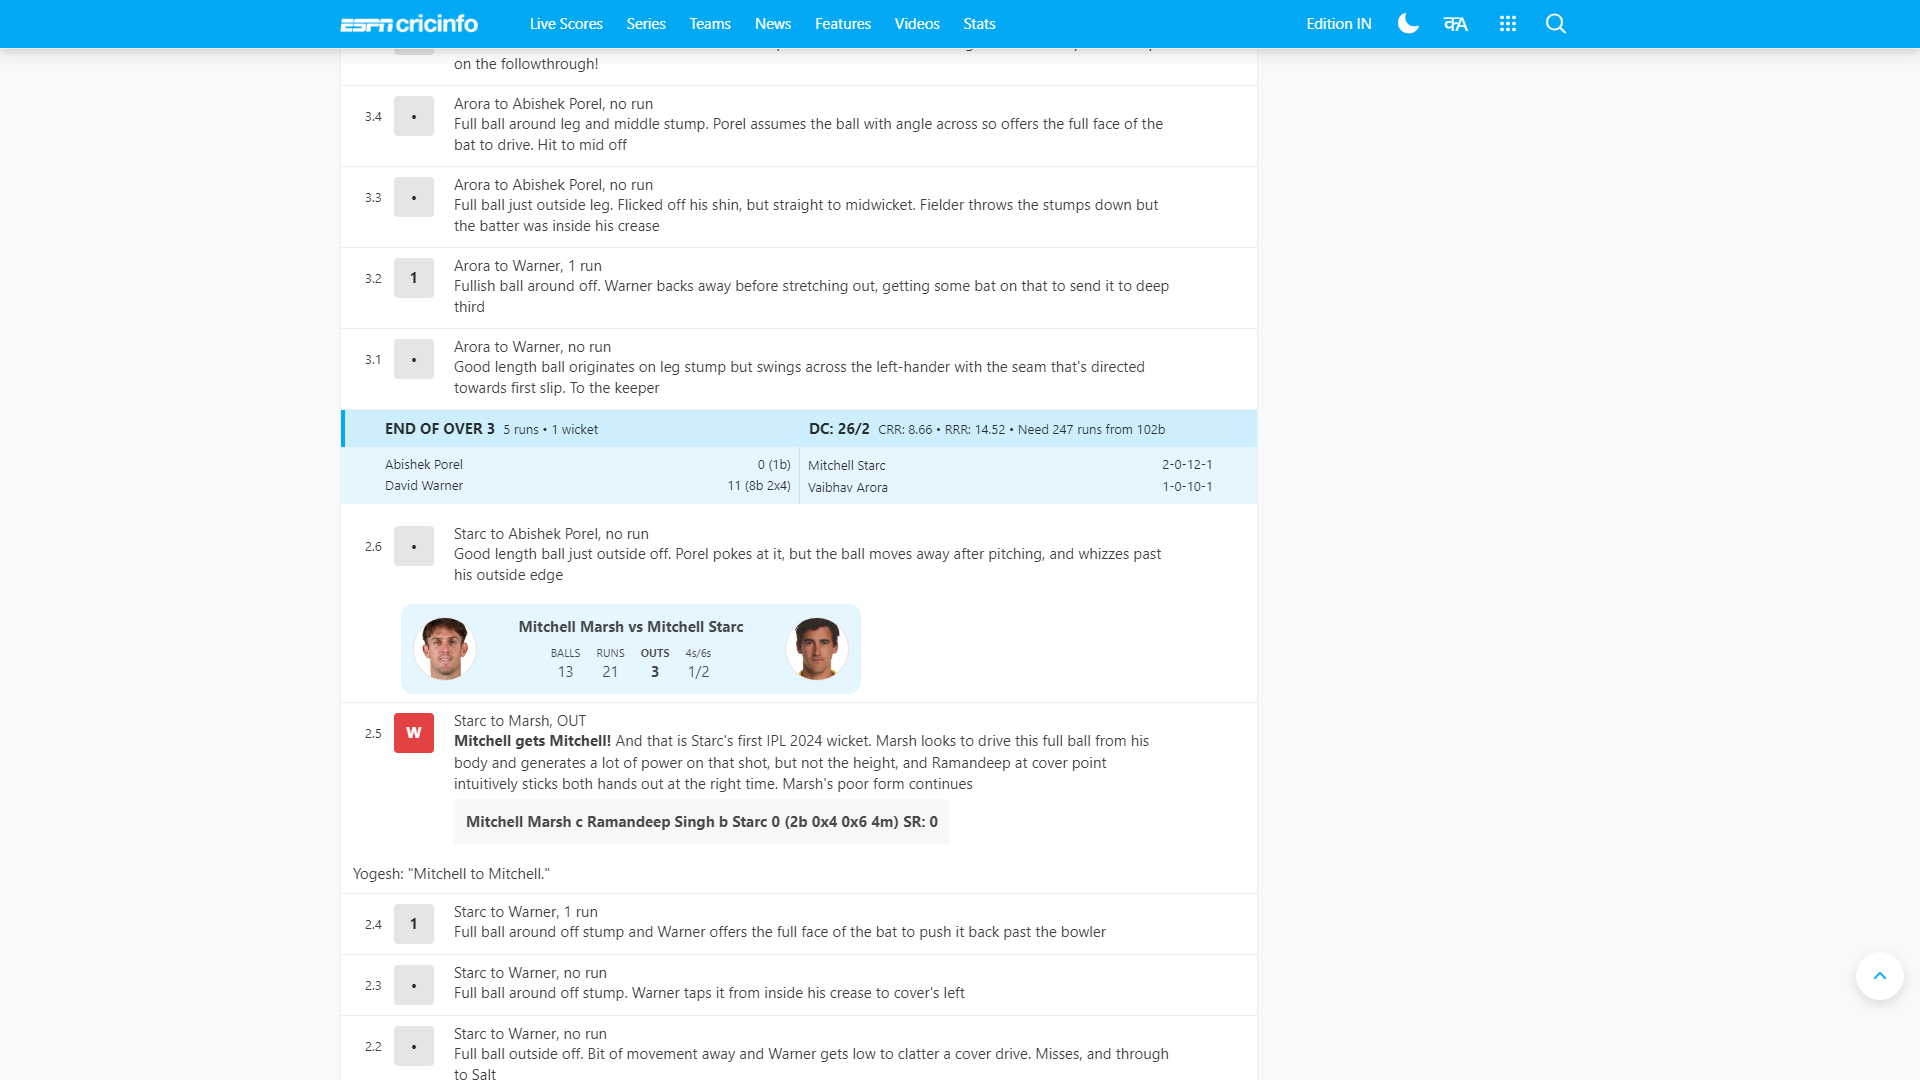 ESPN cricinfo
Live Scores
Series
Teams
News
Features
Videos
Stats
Edition IN
क A
on the followthrough!
3.4
•
Arora to Abishek Porel, no run
Full ball around leg and middle stump. Porel assumes the ball with angle across so offers the full face of the
bat to drive. Hit to mid off
3.3
•
Arora to Abishek Porel, no run
Full ball just outside leg. Flicked off his shin, but straight to midwicket. Fielder throws the stumps down but
the batter was inside his crease
3.2
1
Arora to Warner, 1 run
Fullish ball around off. Warner backs away before stretching out, getting some bat on that to send it to deep
third
3.1
•
Arora to Warner, no run
Good length ball originates on leg stump but swings across the left-hander with the seam that's directed
towards first slip. To the keeper
END OF OVER 3 5 runs • 1 wicket
DC: 26/2 CRR: 8.66 • RRR: 14.52 • Need 247 runs from 102b
Abishek Porel 0 (1b)
David Warner 11 (8b 2x4)
Mitchell Starc 2-0-12-1
Vaibhav Arora 1-0-10-1
2.6
•
Starc to Abishek Porel, no run
Good length ball just outside off. Porel pokes at it, but the ball moves away after pitching, and whizzes past
his outside edge
Mitchell Marsh vs Mitchell Starc
BALLS RUNS OUTS 4s/6s
13 21 3 1/2
2.5
W
Starc to Marsh, OUT
Mitchell gets Mitchell! And that is Starc's first IPL 2024 wicket. Marsh looks to drive this full ball from his
body and generates a lot of power on that shot, but not the height, and Ramandeep at cover point
intuitively sticks both hands out at the right time. Marsh's poor form continues
Mitchell Marsh c Ramandeep Singh b Starc 0 (2b 0x4 0x6 4m) SR: 0
Yogesh: "Mitchell to Mitchell."
2.4
1
Starc to Warner, 1 run
Full ball around off stump and Warner offers the full face of the bat to push it back past the bowler
2.3
•
Starc to Warner, no run
Full ball around off stump. Warner taps it from inside his crease to cover's left
2.2
•
Starc to Warner, no run
Full ball outside off. Bit of movement away and Warner gets low to clatter a cover drive. Misses, and through
to Salt